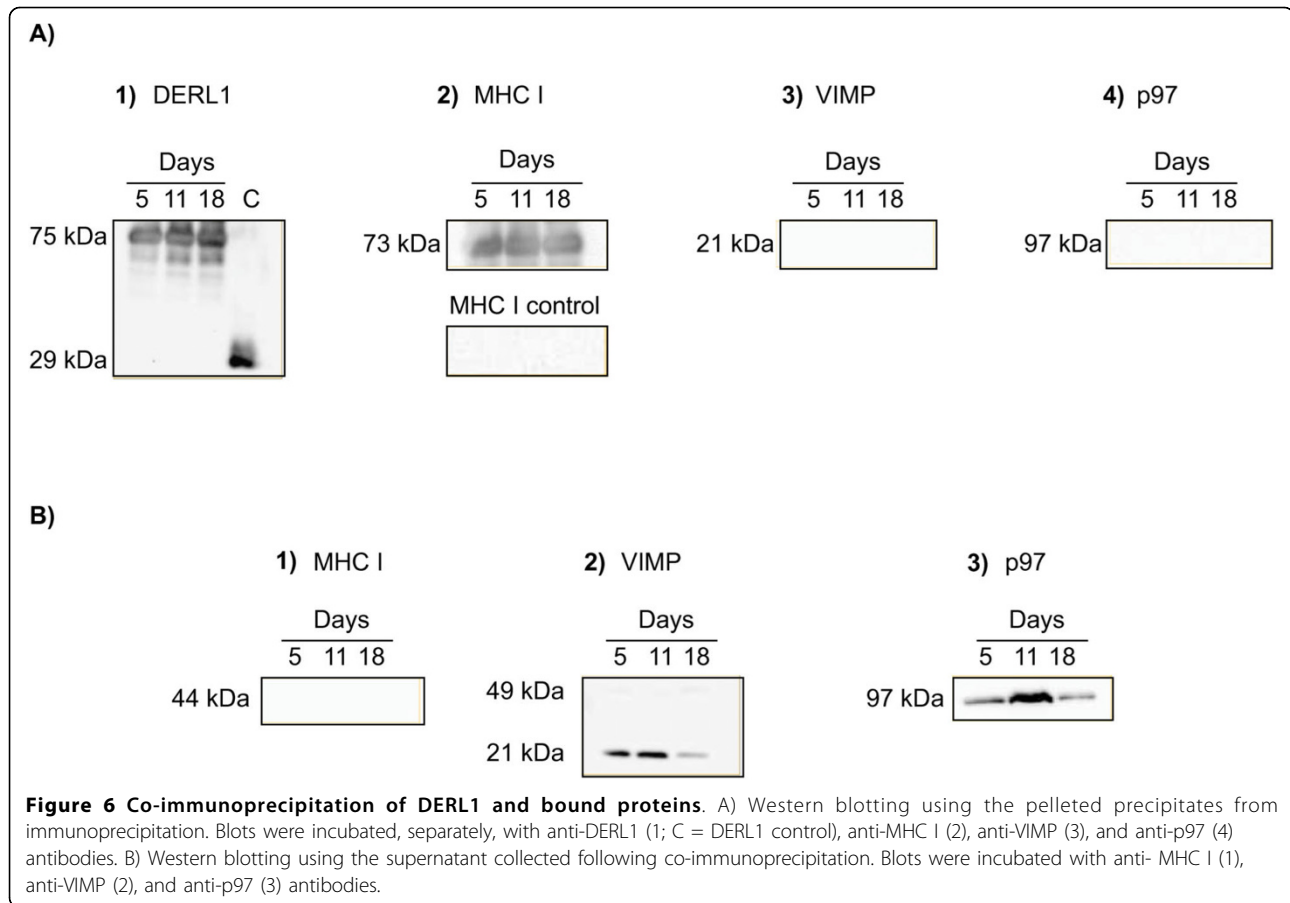 A)
1) DERL1
2) MHC I
3) VIMP
4) p97
Days
5 11 18 C
75 kDa
29 kDa
Days
5 11 18
73 kDa
MHC I control
Days
5 11 18
21 kDa
Days
5 11 18
97 kDa
B)
1) MHC I
2) VIMP
3) p97
Days
5 11 18
44 kDa
Days
5 11 18
49 kDa
21 kDa
Days
5 11 18
97 kDa
Figure 6 Co-immunoprecipitation of DERL1 and bound proteins. A) Western blotting using the pelleted precipitates from
immunoprecipitation. Blots were incubated, separately, with anti-DERL1 (1; C = DERL1 control), anti-MHC I (2), anti-VIMP (3), and anti-p97 (4)
antibodies. B) Western blotting using the supernatant collected following co-immunoprecipitation. Blots were incubated with anti- MHC I (1),
anti-VIMP (2), and anti-p97 (3) antibodies.